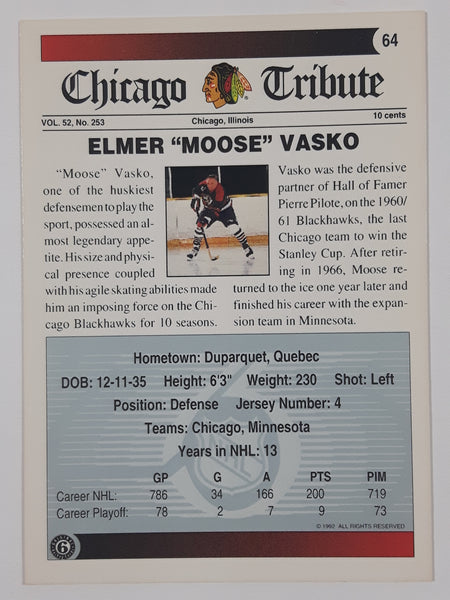 64
Chicago Tribute
VOL. 52, No. 253 Chicago, Illinois 10 cents
ELMER “MOOSE” VASKO
“Moose” Vasko,
one of the huskiest
defensemen to play the
sport, possessed an al-
most legendary appe-
tite. His size and physi-
cal presence coupled
with his agile skating abilities made
him an imposing force on the Chi-
cago Blackhawks for 10 seasons.
Vasko was the defensive
partner of Hall of Famer
Pierre Pilote, on the 1960/
61 Blackhawks, the last
Chicago team to win the
Stanley Cup. After retir-
ing in 1966, Moose re-
turned to the ice one year later and
finished his career with the expan-
sion team in Minnesota.
Hometown: Duparquet, Quebec
DOB: 12-11-35 Height: 6'3" Weight: 230 Shot: Left
Position: Defense Jersey Number: 4
Teams: Chicago, Minnesota
Years in NHL: 13
GP G A PTS PIM
Career NHL: 786 34 166 200 719
Career Playoff: 78 2 7 9 73
© 1992 ALL RIGHTS RESERVED
6